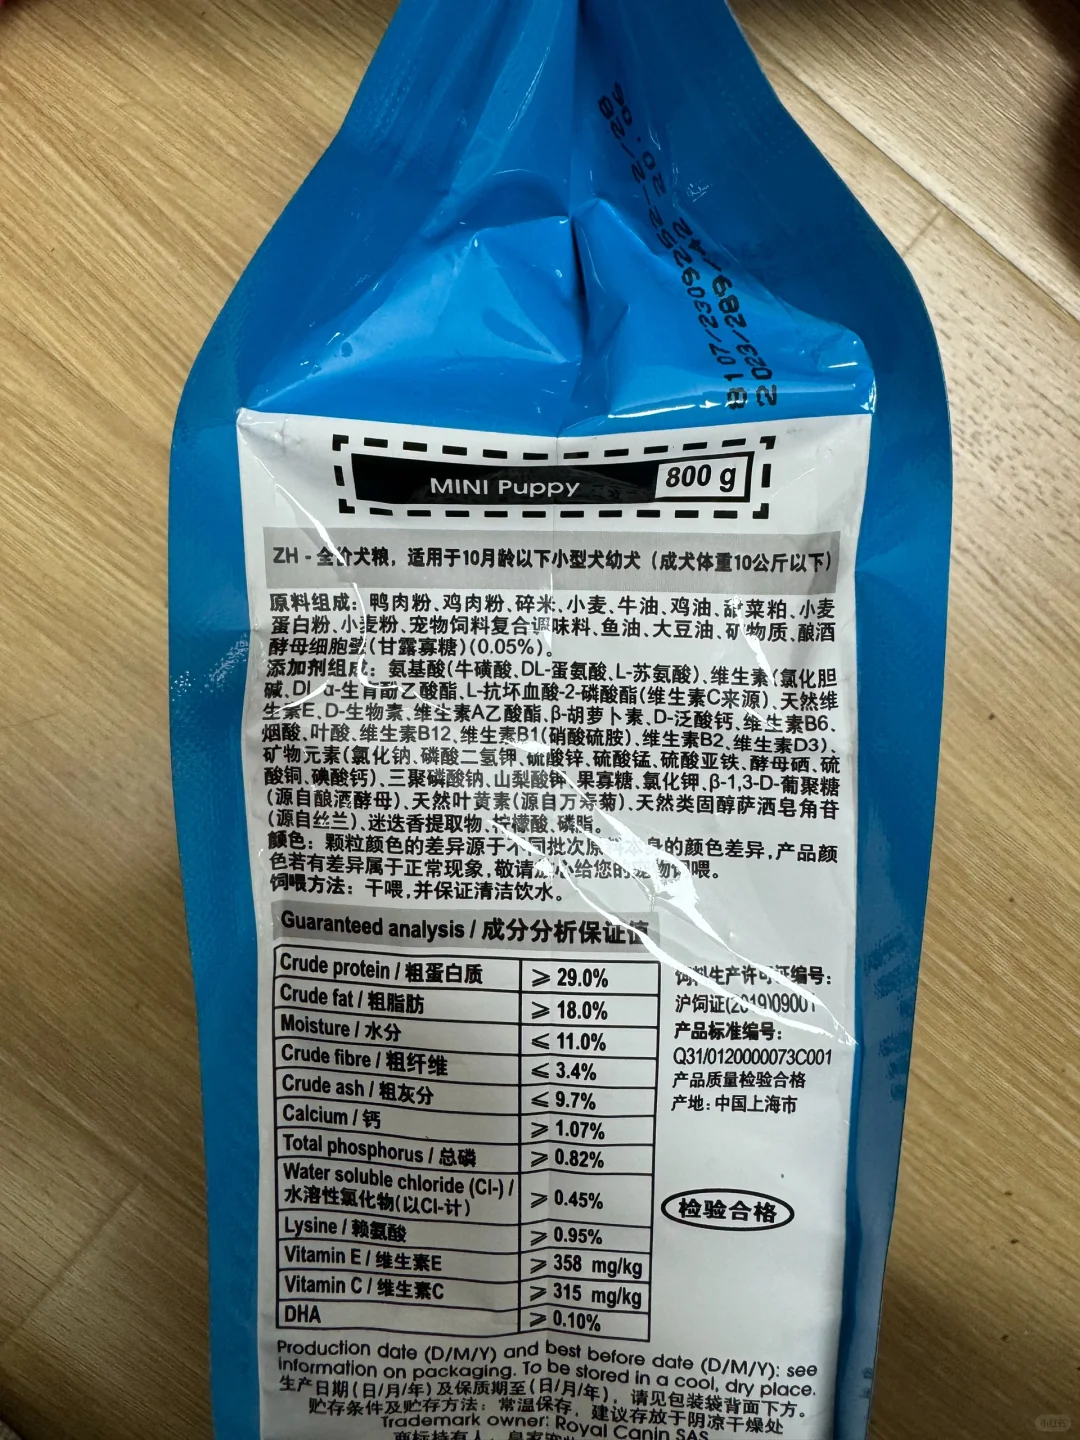 8107/2309252-2/28
2023/289/42 20:06
MINI Puppy
800 g
ZH - 全价犬粮，适用于10月龄以下小型犬幼犬（成犬体重10公斤以下）
原料组成：鸭肉粉、鸡肉粉、碎米、小麦、牛油、鸡油、甜菜粕、小麦
蛋白粉、小麦粉、宠物饲料复合调味料、鱼油、大豆油、矿物质、酿酒
酵母细胞壁(甘露寡糖)(0.05%)。
添加剂组成：氨基酸(牛磺酸、DL-蛋氨酸、L-苏氨酸)、维生素(氯化胆
碱、DL-α-生育酚乙酸酯、L-抗坏血酸-2-磷酸酯(维生素C来源)、天然维
生素E、D-生物素、维生素A乙酸酯、β-胡萝卜素、D-泛酸钙、维生素B6、
烟酸、叶酸、维生素B12、维生素B1(硝酸硫胺)、维生素B2、维生素D3)、
矿物元素(氯化钠、磷酸二氢钾、硫酸锌、硫酸锰、硫酸亚铁、酵母硒、硫
酸铜、碘酸钙)、三聚磷酸钠、山梨酸钾、果寡糖、氯化钾、β-1,3-D-葡聚糖
(源自酿酒酵母)、天然叶黄素(源自万寿菊)、天然类固醇萨洒皂角苷
(源自丝兰)、迷迭香提取物、柠檬酸、磷脂。
颜色：颗粒颜色的差异源于不同批次原料本身的颜色差异，产品颜
色若有差异属于正常现象，敬请放心给您的宠物饲喂。
饲喂方法：干喂，并保证清洁饮水。
Guaranteed analysis / 成分分析保证值
Crude protein / 粗蛋白质 ⩾ 29.0%
Crude fat / 粗脂肪 ⩾ 18.0%
Moisture / 水分 ⩽ 11.0%
Crude fibre / 粗纤维 ⩽ 3.4%
Crude ash / 粗灰分 ⩽ 9.7%
Calcium / 钙 ⩾ 1.07%
Total phosphorus / 总磷 ⩾ 0.82%
Water soluble chloride (Cl-) /
水溶性氯化物(以Cl-计) ⩾ 0.45%
Lysine / 赖氨酸 ⩾ 0.95%
Vitamin E / 维生素E ⩾ 358 mg/kg
Vitamin C / 维生素C ⩾ 315 mg/kg
DHA ⩾ 0.10%
饲料生产许可证编号：
沪饲证(2019)09001
产品标准编号：
Q31/0120000073C001
产品质量检验合格
产地：中国上海市
检验合格
Production date (D/M/Y) and best before date (D/M/Y): see
information on packaging. To be stored in a cool, dry place.
生产日期(日/月/年)及保质期至(日/月/年)，请见包装袋背面下方。
贮存条件及贮存方法：常温保存，建议存放于阴凉干燥处
Trademark owner: Royal Canin SAS
商标持有人：皇家宠
小红书